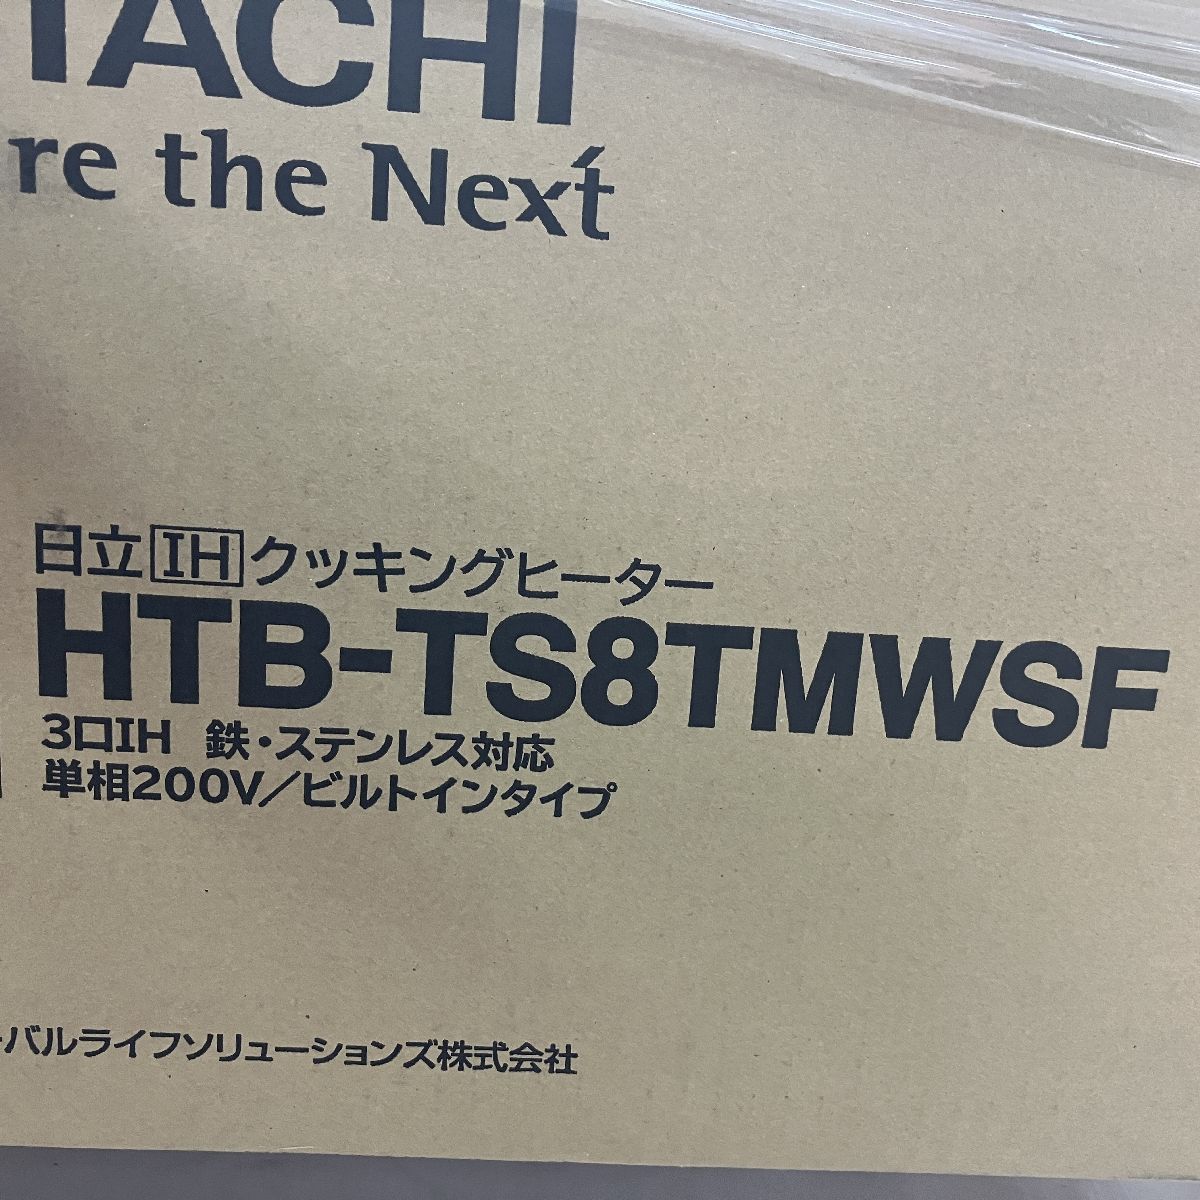 TACHI
re the Next
日立IHクッキングヒーター
HTB-TS8TMWSF
3口IH 鉄・ステンレス対応
単相200V／ビルトインタイプ
ーバルライフソリューションズ株式会社